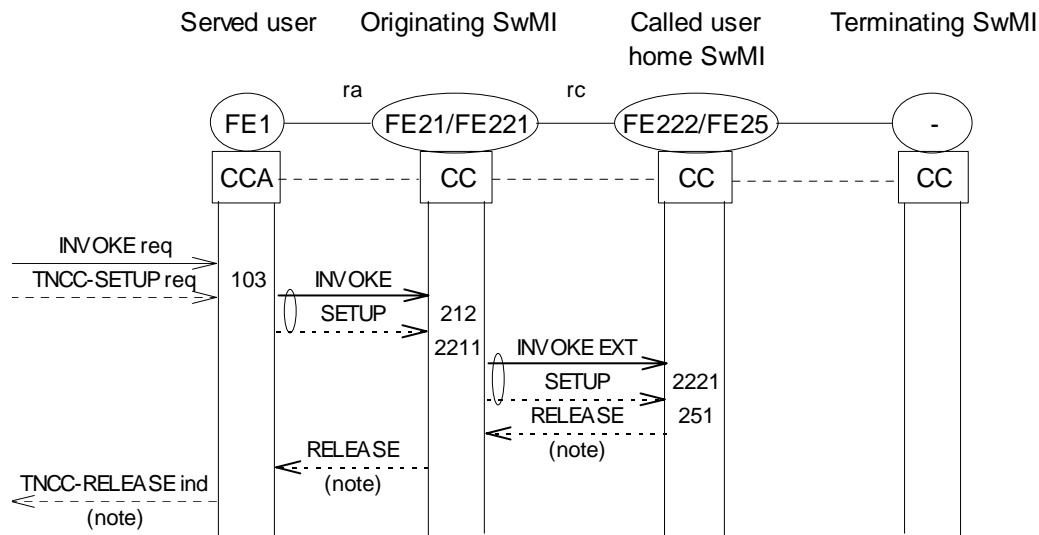 Served user
Originating SwMI
Called user
home SwMI
Terminating SwMI
ra
rc
FE1
FE21/FE221
FE222/FE25
-
CCA
CC
CC
CC
INVOKE req
TNCC-SETUP req
103
INVOKE
SETUP
212
2211
INVOKE EXT
SETUP
2221
RELEASE
251
(note)
RELEASE
(note)
TNCC-RELEASE ind
(note)